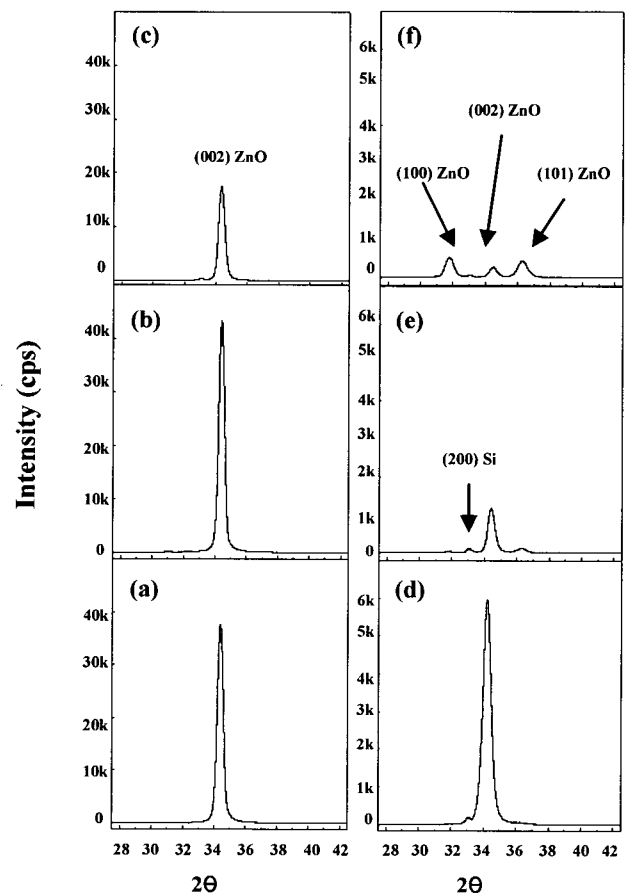 (c)
40k
30k
20k
10k
0
(002) ZnO
(f)
6k
5k
4k
3k
2k
1k
0
(002) ZnO
(100) ZnO
(101) ZnO
Intensity (cps)
(b)
40k
30k
20k
10k
0
(e)
6k
5k
4k
3k
2k
1k
0
(200) Si
(a)
40k
30k
20k
10k
0
28 30 32 34 36 38 40 42
2θ
(d)
6k
5k
4k
3k
2k
1k
0
28 30 32 34 36 38 40 42
2θ